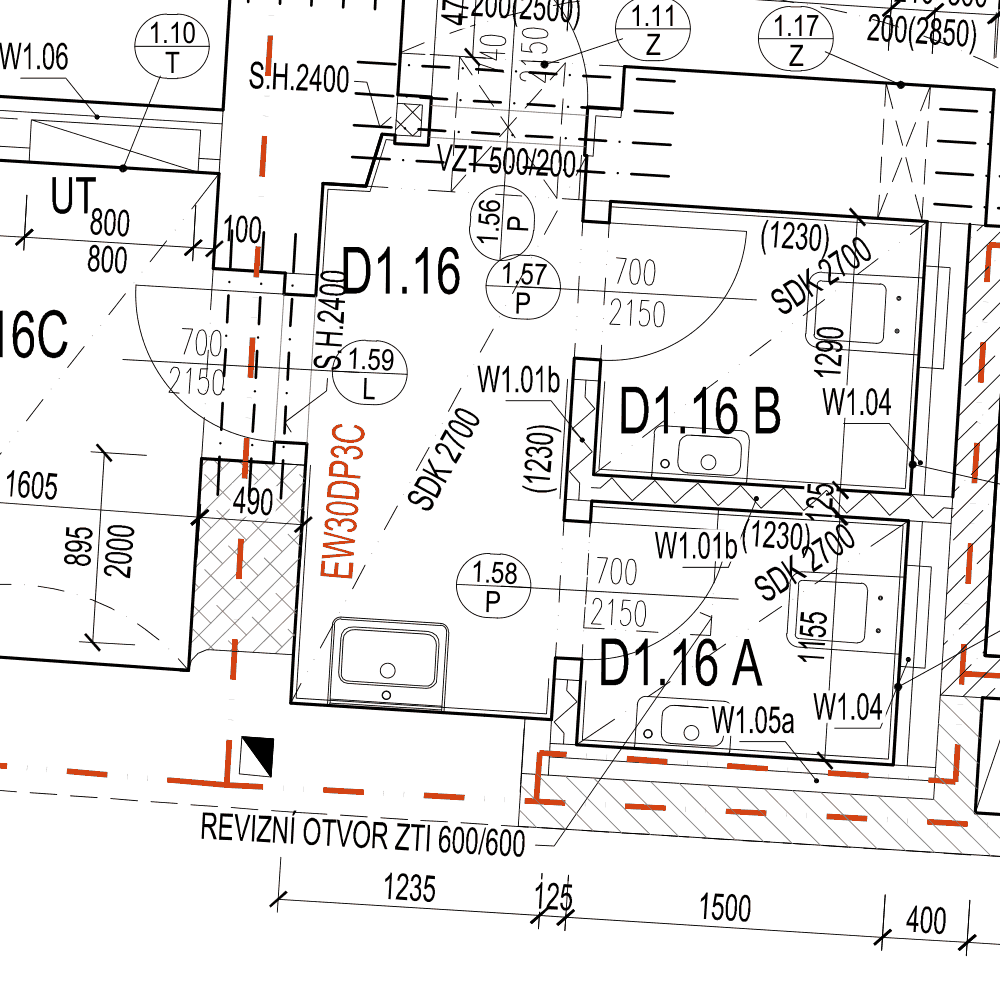 200(2500)
1.11
Z
1.17
Z
200(2850)
1.10
T
W1.06
S.H.2400
2150
VZT 500/200
UT
800
800
100
1.56
P
D1.16
1.57
P
(1230)
SDK 2700
700
2150
16C
700
2150
S.H.2400
1.59
L
1290
W1.01b
D1.16 B
W1.04
EW30DP3C
SDK 2700
(1230)
1605
490
125
895
2000
W1.01b
(1230)
SDK 2700
1.58
P
700
2150
1155
D1.16 A
W1.05a
W1.04
REVIZNÍ OTVOR ZTI 600/600
1235
125
1500
400